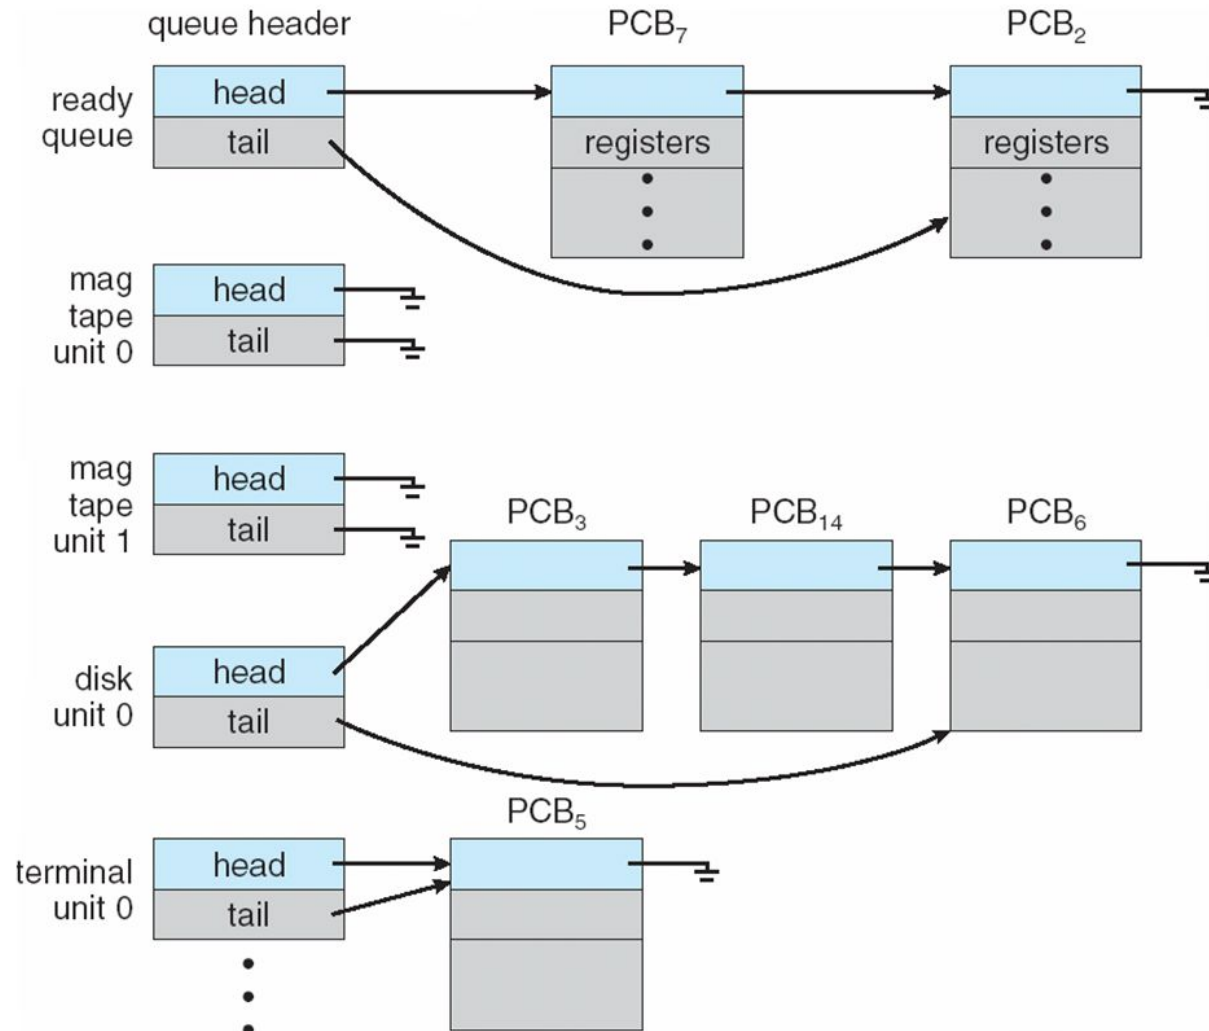 queue header
PCB₇
PCB₂
ready
queue
head
tail
registers
registers
mag
tape
unit 0
head
tail
mag
tape
unit 1
head
tail
PCB₃
PCB₁₄
PCB₆
disk
unit 0
head
tail
PCB₅
terminal
unit 0
head
tail